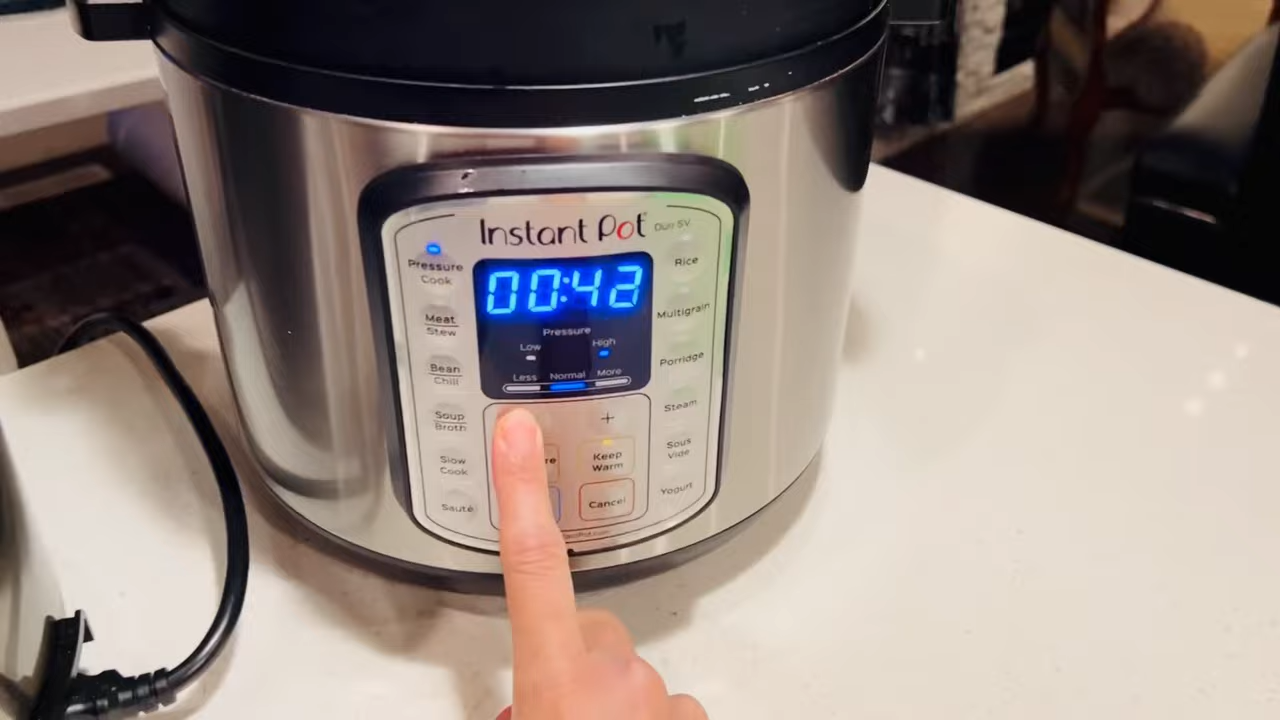 Instant Pot Duo SV
Pressure
Cook
Meat
Stew
Bean
Chili
Soup
Broth
Slow
Cook
Sauté
00:42
Pressure
Low High
Less Normal More
+
Keep
Warm
Cancel
Rice
Multigrain
Porridge
Steam
Sous
Vide
Yogurt